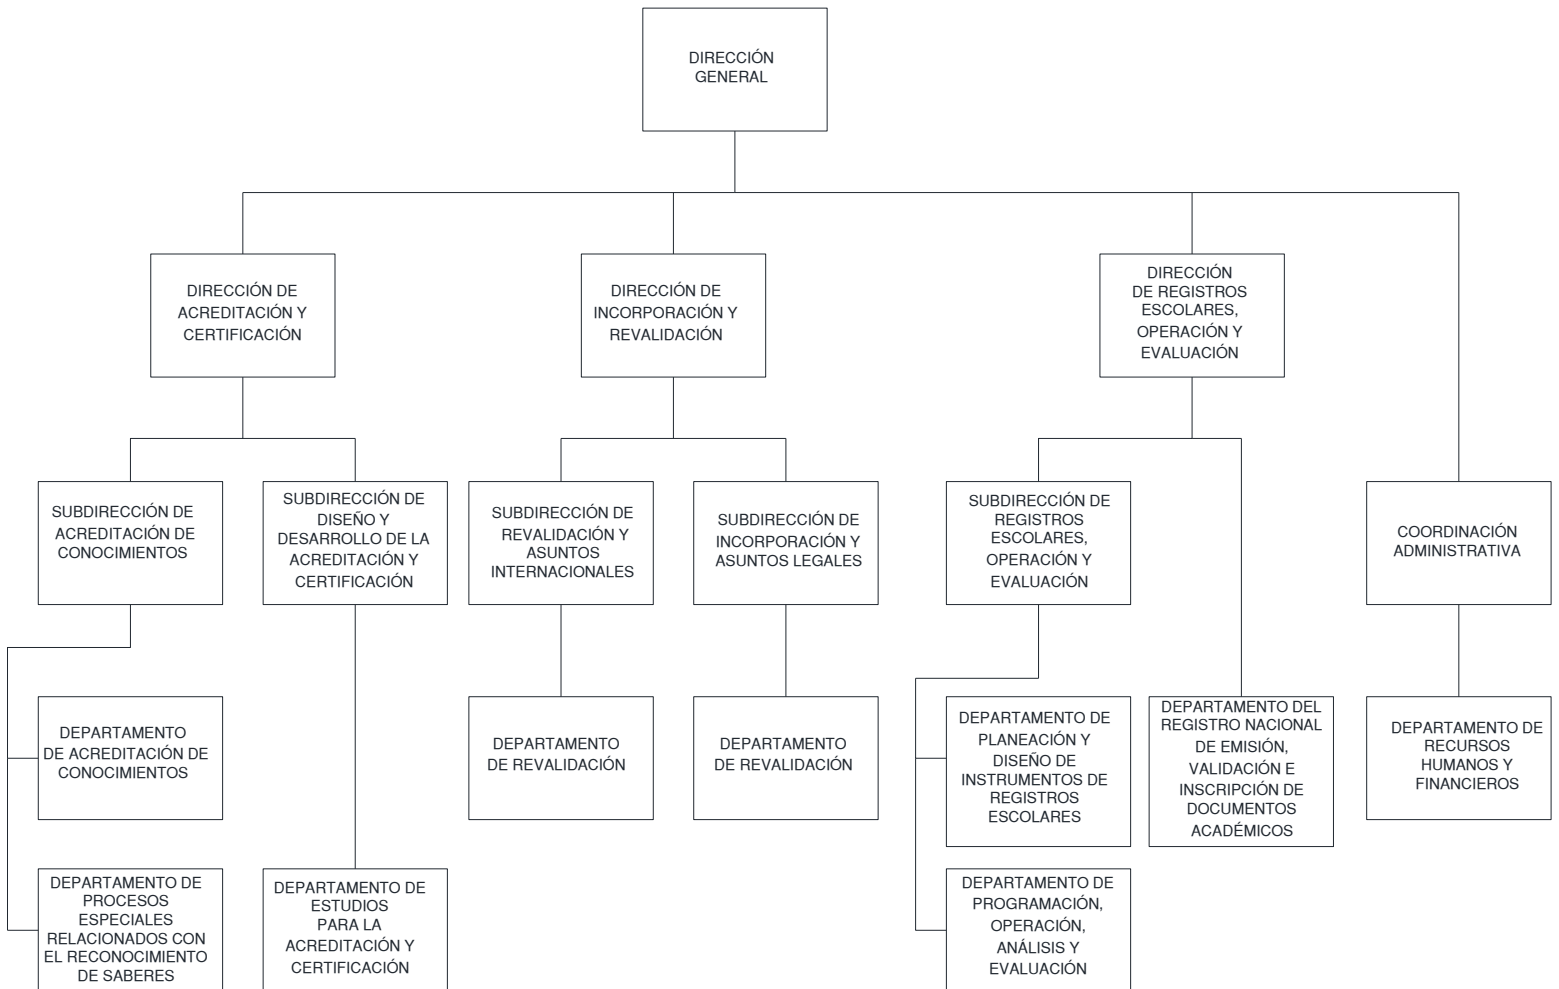 DIRECCIÓN
GENERAL
DIRECCIÓN DE
ACREDITACIÓN Y
CERTIFICACIÓN
DIRECCIÓN DE
INCORPORACIÓN Y
REVALIDACIÓN
DIRECCIÓN
DE REGISTROS
ESCOLARES,
OPERACIÓN Y
EVALUACIÓN
SUBDIRECCIÓN DE
ACREDITACIÓN DE
CONOCIMIENTOS
SUBDIRECCIÓN DE
DISEÑO Y
DESARROLLO DE LA
ACREDITACIÓN Y
CERTIFICACIÓN
SUBDIRECCIÓN DE
REVALIDACIÓN Y
ASUNTOS
INTERNACIONALES
SUBDIRECCIÓN DE
INCORPORACIÓN Y
ASUNTOS LEGALES
SUBDIRECCIÓN DE
REGISTROS
ESCOLARES,
OPERACIÓN Y
EVALUACIÓN
COORDINACIÓN
ADMINISTRATIVA
DEPARTAMENTO
DE ACREDITACIÓN DE
CONOCIMIENTOS
DEPARTAMENTO
DE REVALIDACIÓN
DEPARTAMENTO
DE REVALIDACIÓN
DEPARTAMENTO DE
PLANEACIÓN Y
DISEÑO DE
INSTRUMENTOS DE
REGISTROS
ESCOLARES
DEPARTAMENTO DEL
REGISTRO NACIONAL
DE EMISIÓN,
VALIDACIÓN E
INSCRIPCIÓN DE
DOCUMENTOS
ACADÉMICOS
DEPARTAMENTO DE
RECURSOS
HUMANOS Y
FINANCIEROS
DEPARTAMENTO DE
PROCESOS
ESPECIALES
RELACIONADOS CON
EL RECONOCIMIENTO
DE SABERES
DEPARTAMENTO DE
ESTUDIOS
PARA LA
ACREDITACIÓN Y
CERTIFICACIÓN
DEPARTAMENTO DE
PROGRAMACIÓN,
OPERACIÓN,
ANÁLISIS Y
EVALUACIÓN